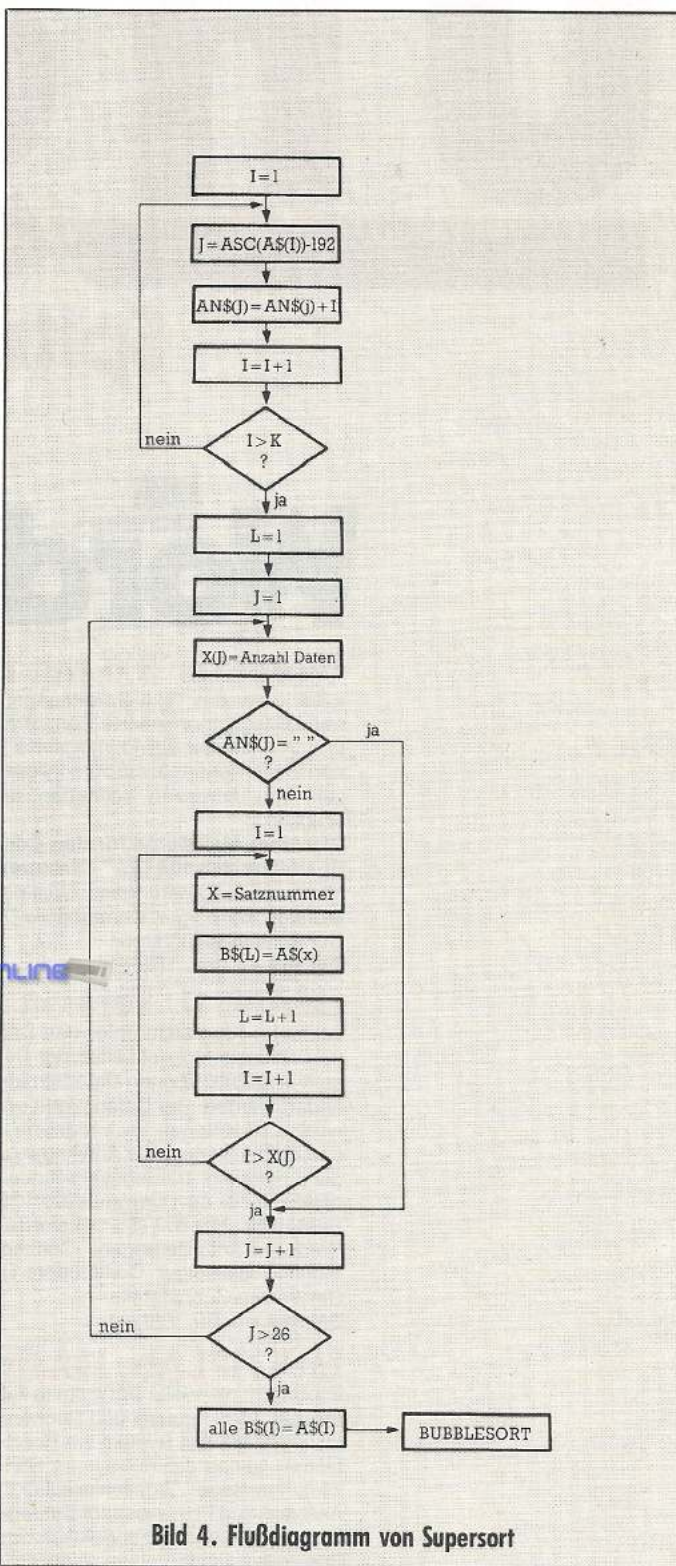 I=1
J=ASC(A$(I))-192
AN$(J)=AN$(j)+I
I=I+1
I>K
?
nein
ja
L=1
J=1
X(J)=Anzahl Daten
AN$(J)=" "
?
ja
nein
I=1
X=Satznummer
B$(L)=A$(x)
L=L+1
I=I+1
I>X(J)
?
nein
ja
J=J+1
J>26
?
nein
ja
alle B$(I)=A$(I)
BUBBLESORT
Bild 4. Flußdiagramm von Supersort